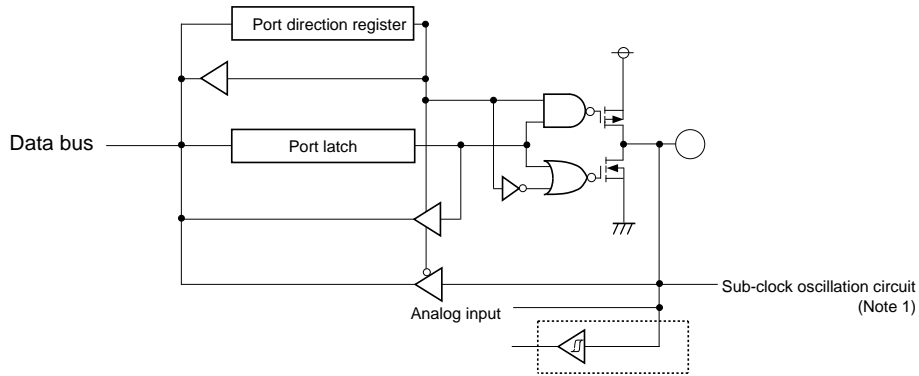 Port direction register
Data bus
Port latch
Sub-clock oscillation circuit
(Note 1)
Analog input